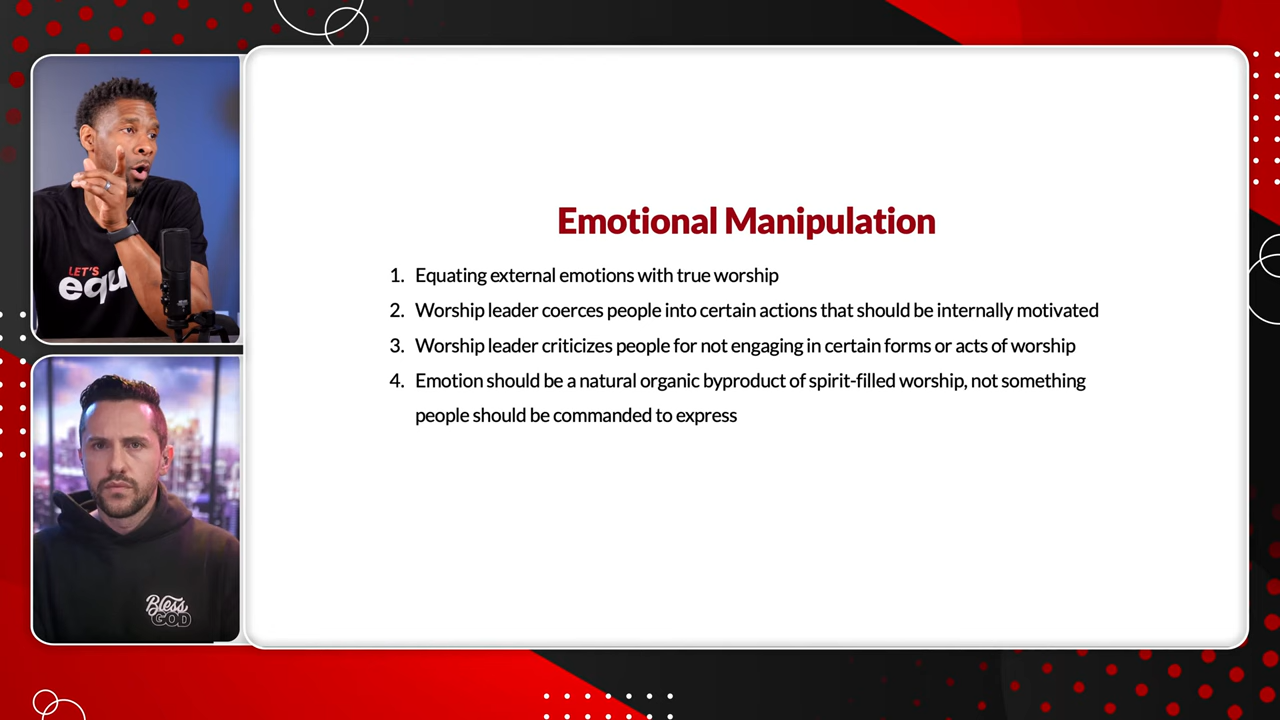 Emotional Manipulation
1. Equating external emotions with true worship
2. Worship leader coerces people into certain actions that should be internally motivated
3. Worship leader criticizes people for not engaging in certain forms or acts of worship
4. Emotion should be a natural organic byproduct of spirit-filled worship, not something
people should be commanded to express
LET'S
equ
Bless
GOD